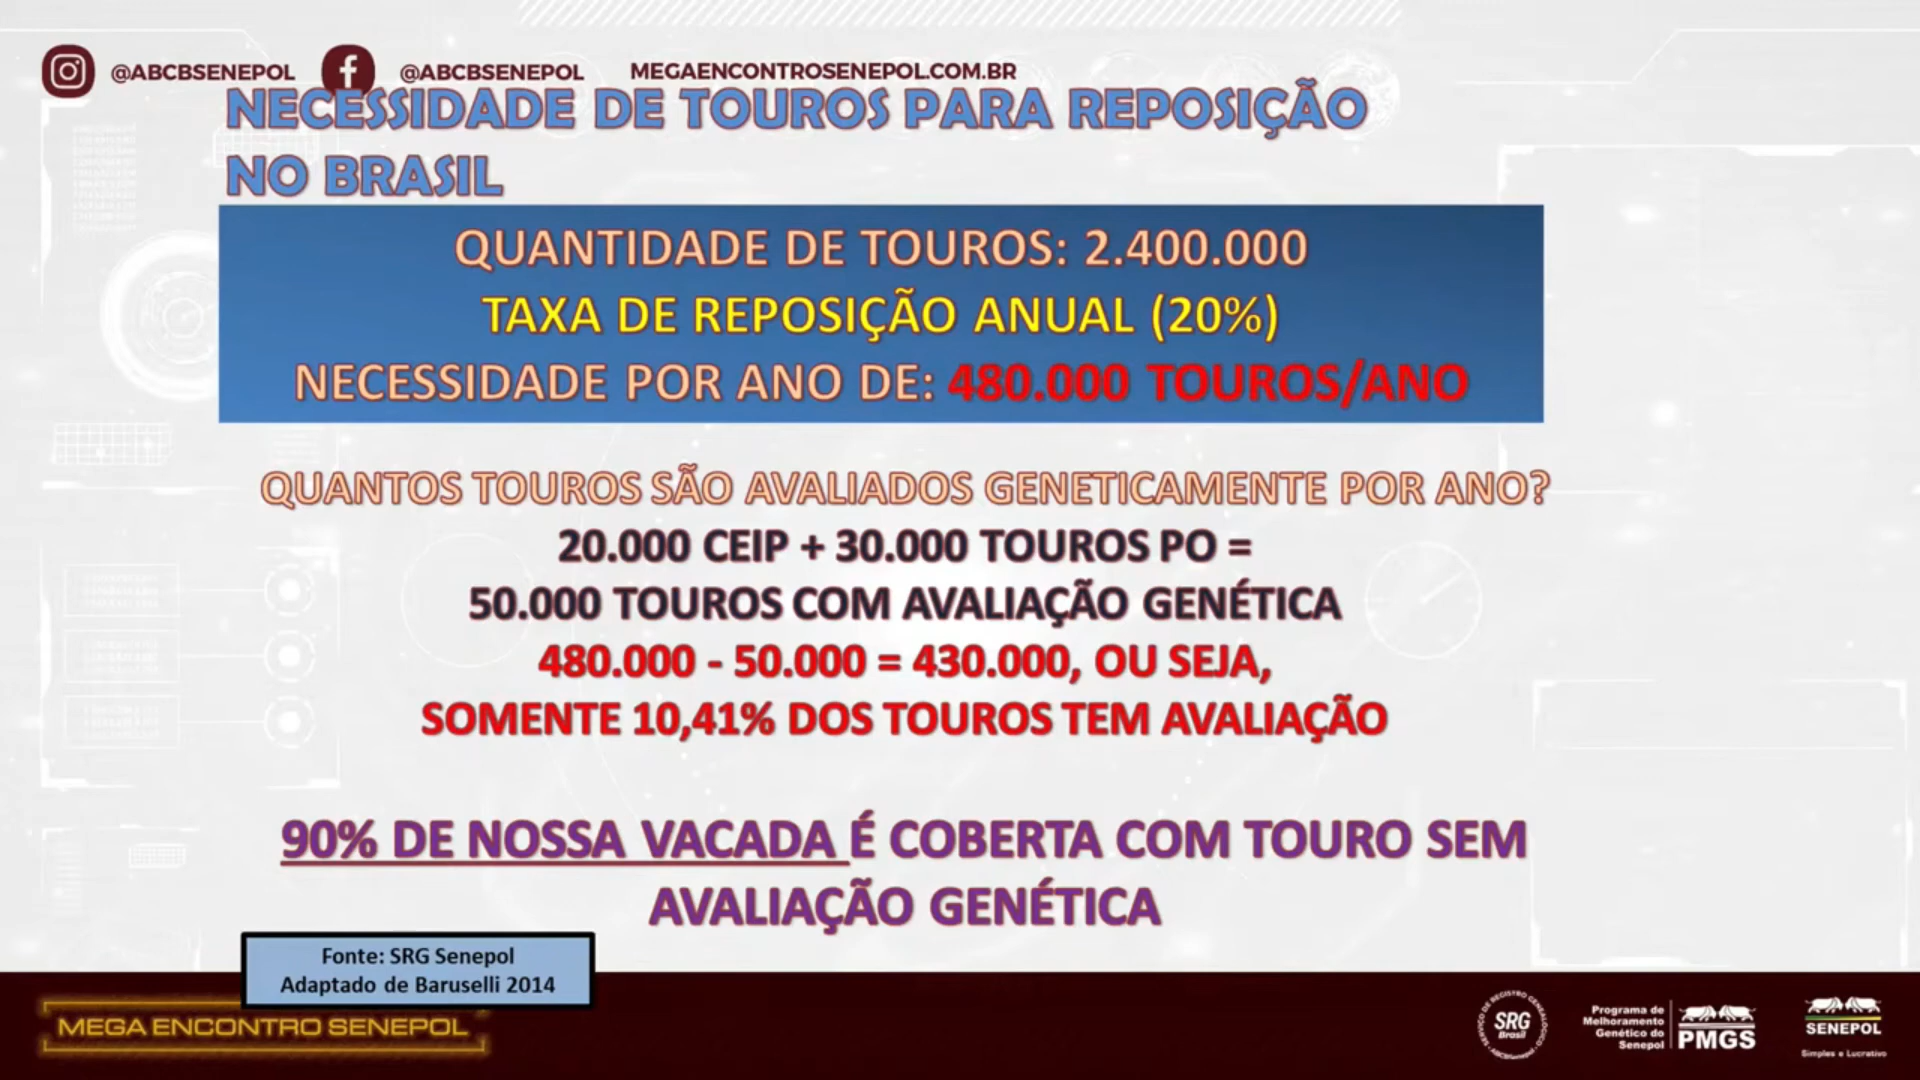 @ABCBSENEPOL @ABCBSENEPOL MEGAENCONTROSENEPOL.COM.BR
NECESSIDADE DE TOUROS PARA REPOSIÇÃO
NO BRASIL
QUANTIDADE DE TOUROS: 2.400.000
TAXA DE REPOSIÇÃO ANUAL (20%)
NECESSIDADE POR ANO DE: 480.000 TOUROS/ANO
QUANTOS TOUROS SÃO AVALIADOS GENETICAMENTE POR ANO?
20.000 CEIP + 30.000 TOUROS PO =
50.000 TOUROS COM AVALIAÇÃO GENÉTICA
480.000 - 50.000 = 430.000, OU SEJA,
SOMENTE 10,41% DOS TOUROS TEM AVALIAÇÃO
90% DE NOSSA VACADA É COBERTA COM TOURO SEM
AVALIAÇÃO GENÉTICA
Fonte: SRG Senepol
Adaptado de Baruselli 2014
MEGA ENCONTRO SENEPOL
SERVIÇO DE REGISTRO GENEALÓGICO
SRG
Brasil
Programa de
Melhoramento
Genético do
Senepol
PMGS
SENEPOL
Simples e Lucrativo